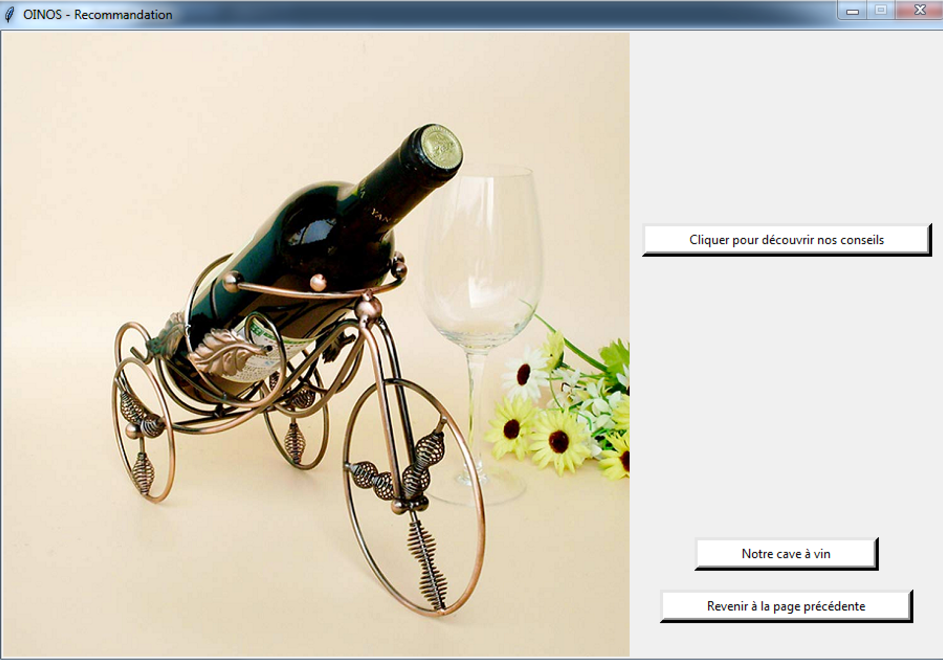 OINOS - Recommandation
Cliquer pour découvrir nos conseils
Notre cave à vin
Revenir à la page précédente